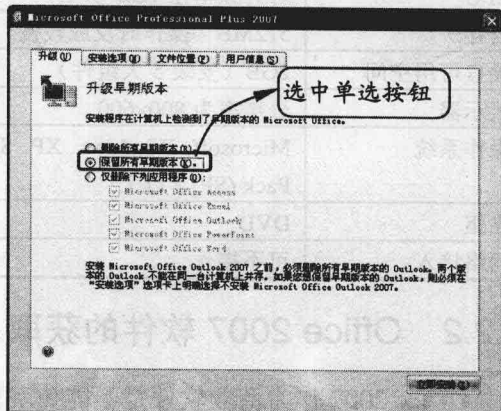 Microsoft Office Professional Plus 2007
升级(U) 安装选项(N) 文件位置(F) 用户信息(S)
升级早期版本
选中单选按钮
安装程序在计算机上检测到了早期版本的 Microsoft Office。
删除所有早期版本(R)。
保留所有早期版本(K)。
仅删除下列应用程序(O):
Microsoft Office Access
Microsoft Office Excel
Microsoft Office Outlook
Microsoft Office PowerPoint
Microsoft Office Word
安装 Microsoft Office Outlook 2007 之前，必须删除所有早期版本的 Outlook。两个版
本的 Outlook 不能在同一台计算机上并存。如果您想保留早期版本的 Outlook，则必须在
“安装选项”选项卡上明确选择不安装 Microsoft Office Outlook 2007。
立即安装(I)